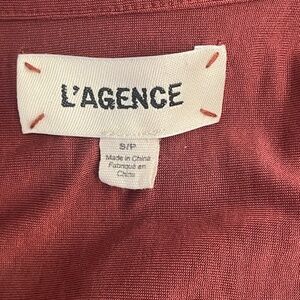 L'AGENCE
S/P
Made in China
Fabriqué en
Chine